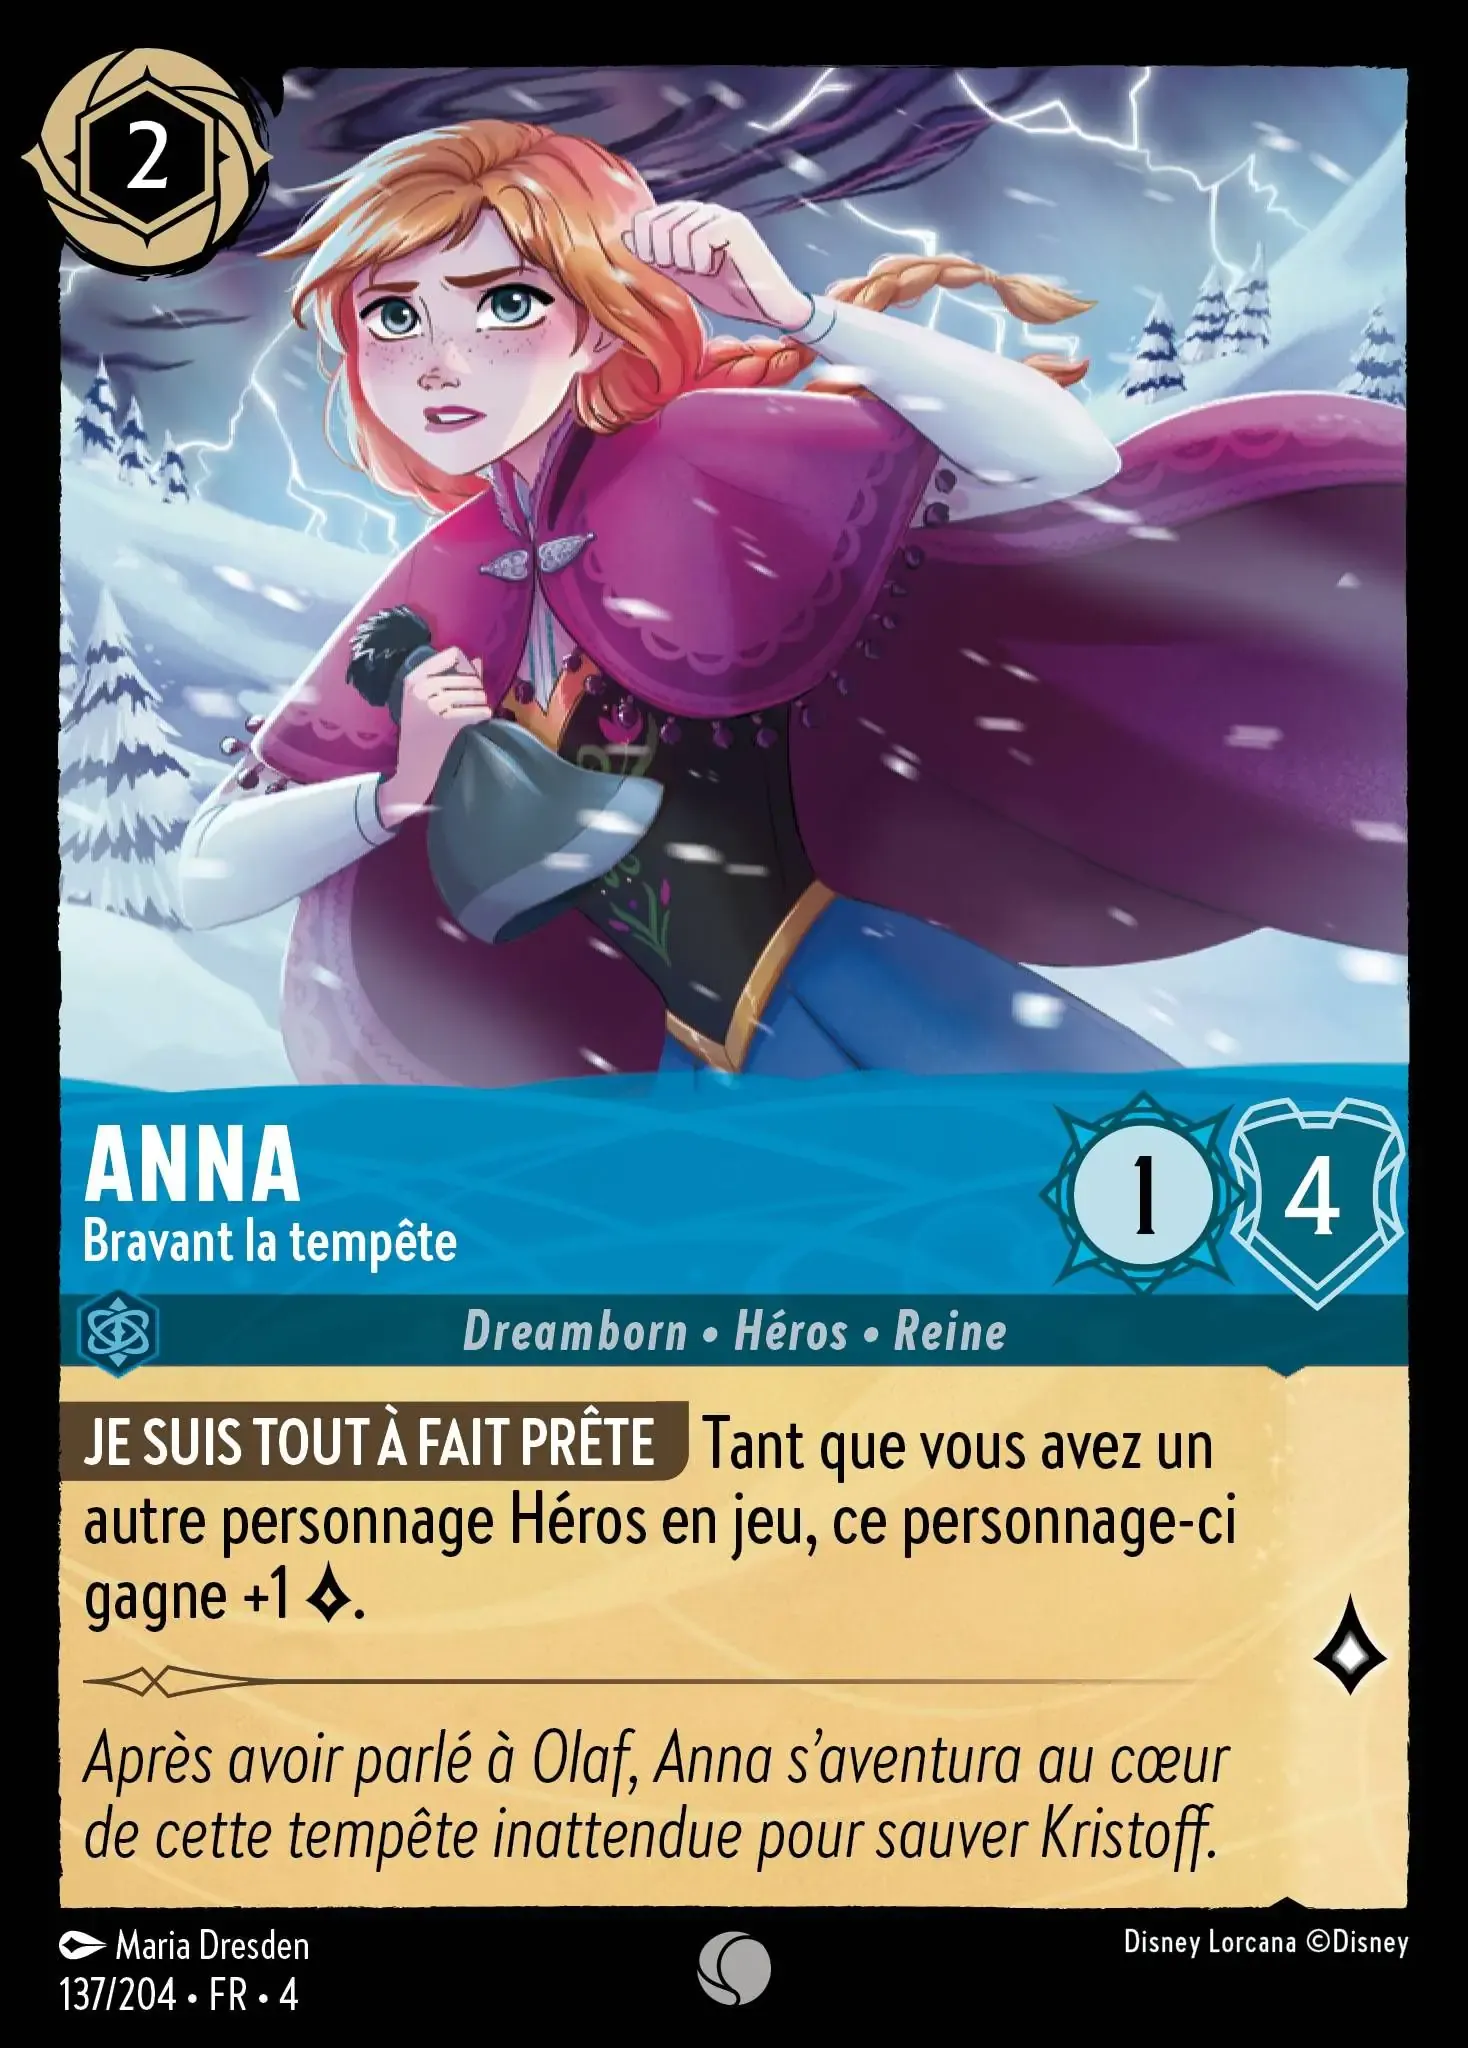 2
ANNA
Bravant la tempête
1
4
Dreamborn • Héros • Reine
JE SUIS TOUT À FAIT PRÊTE Tant que vous avez un
autre personnage Héros en jeu, ce personnage-ci
gagne +1 .
Après avoir parlé à Olaf, Anna s’aventura au cœur
de cette tempête inattendue pour sauver Kristoff.
Maria Dresden
Disney Lorcana ©Disney
137/204 • FR • 4